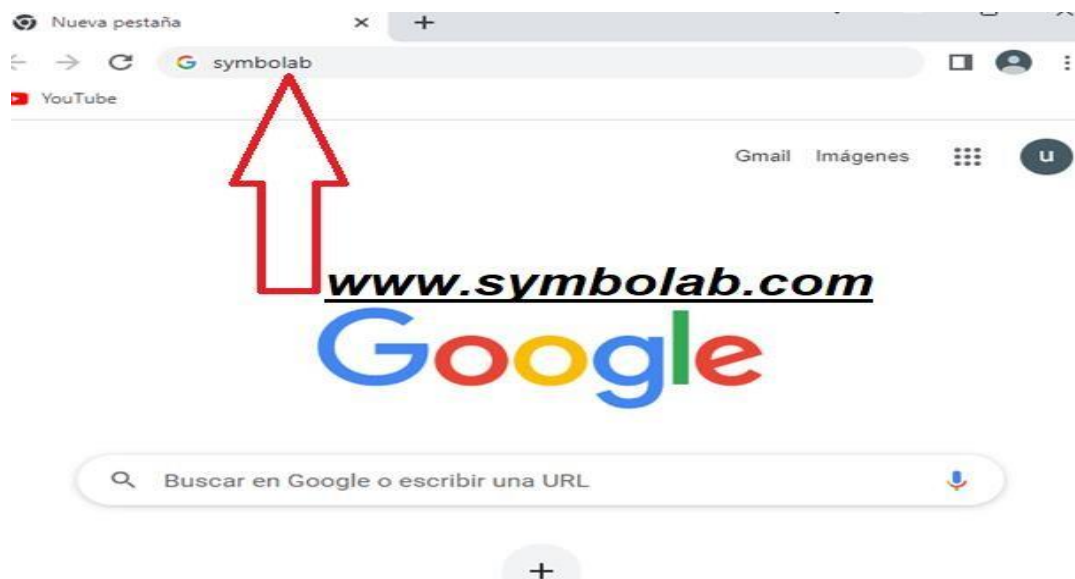 Nueva pestaña
symbolab
YouTube
Gmail Imágenes
u
www.symbolab.com
Google
Buscar en Google o escribir una URL